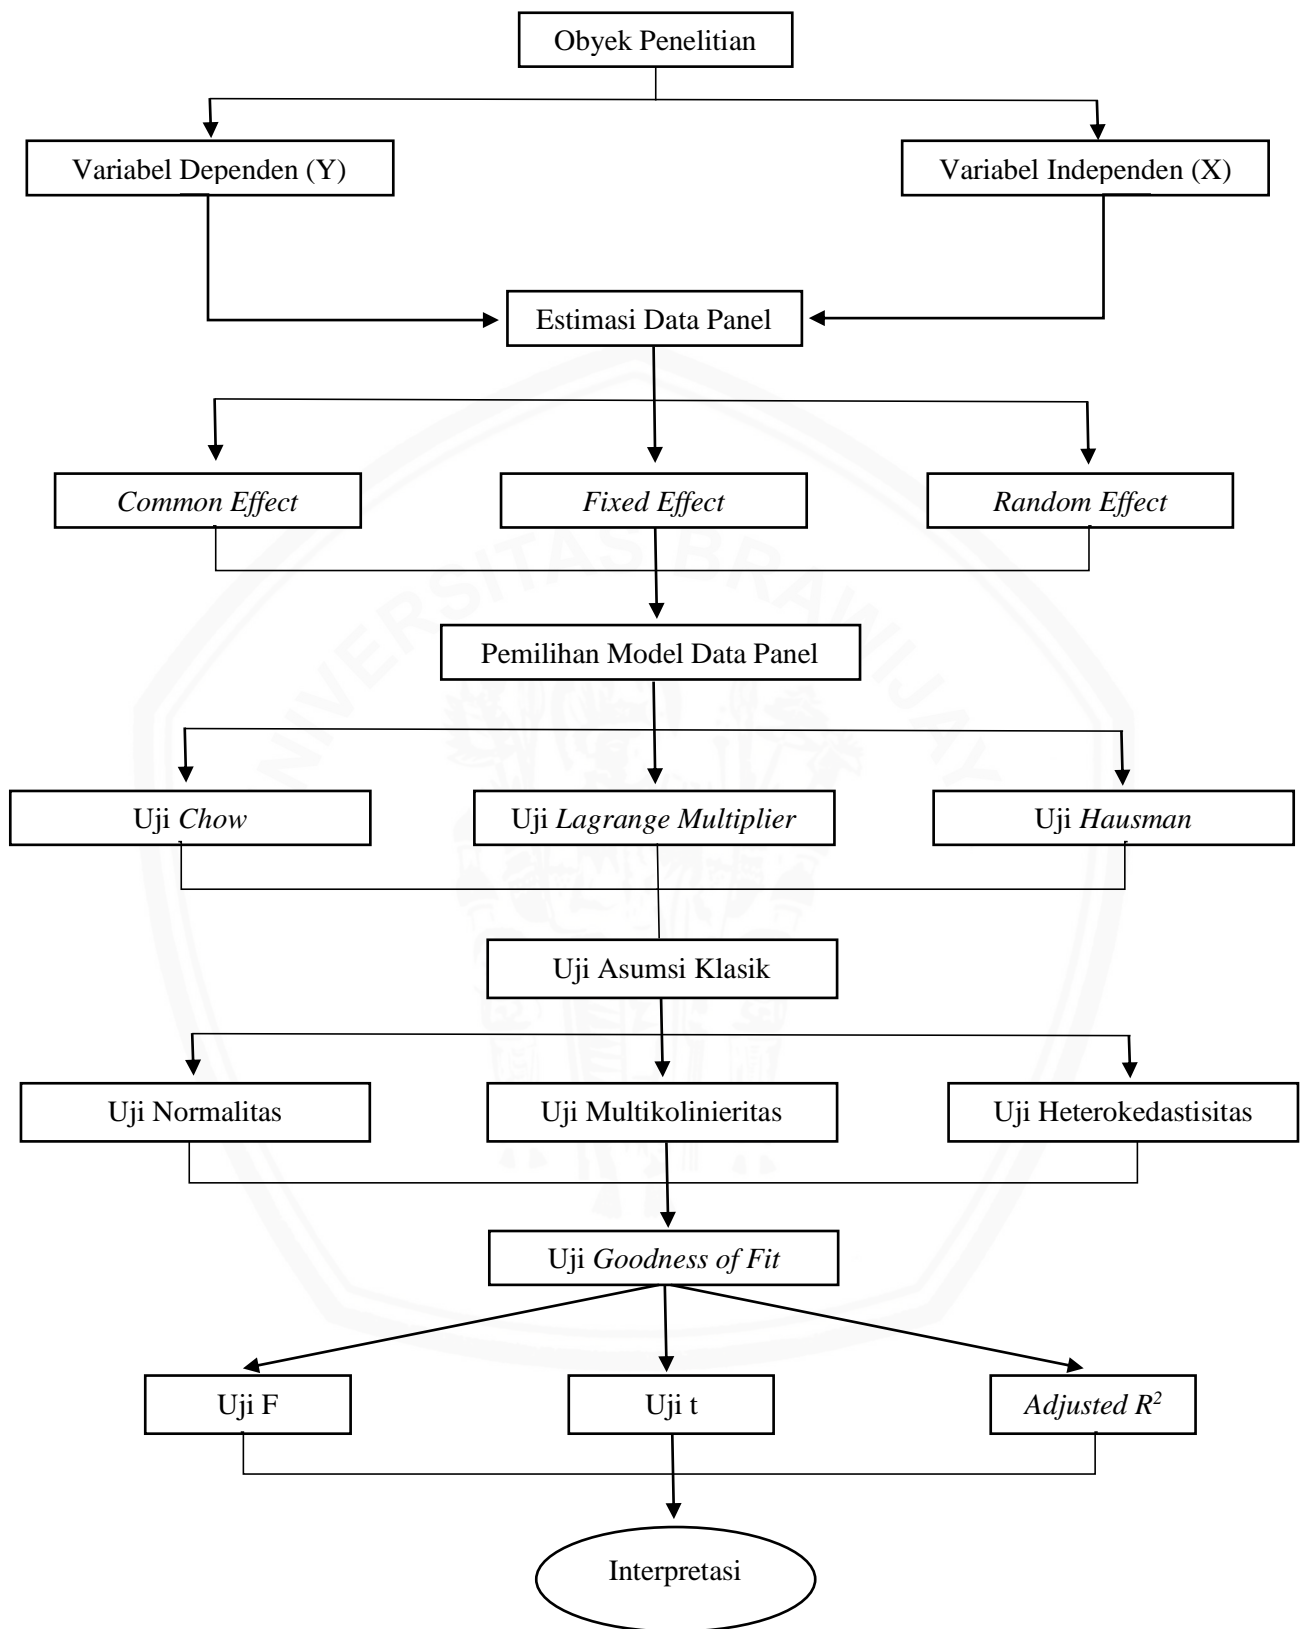 Obyek Penelitian
Variabel Dependen (Y)
Variabel Independen (X)
Estimasi Data Panel
Common Effect
Fixed Effect
Random Effect
UNIVERSITAS BRAWIJAYA
Pemilihan Model Data Panel
Uji Chow
Uji Lagrange Multiplier
Uji Hausman
Uji Asumsi Klasik
Uji Normalitas
Uji Multikolinieritas
Uji Heterokedastisitas
Uji Goodness of Fit
Uji F
Uji t
Adjusted R²
Interpretasi